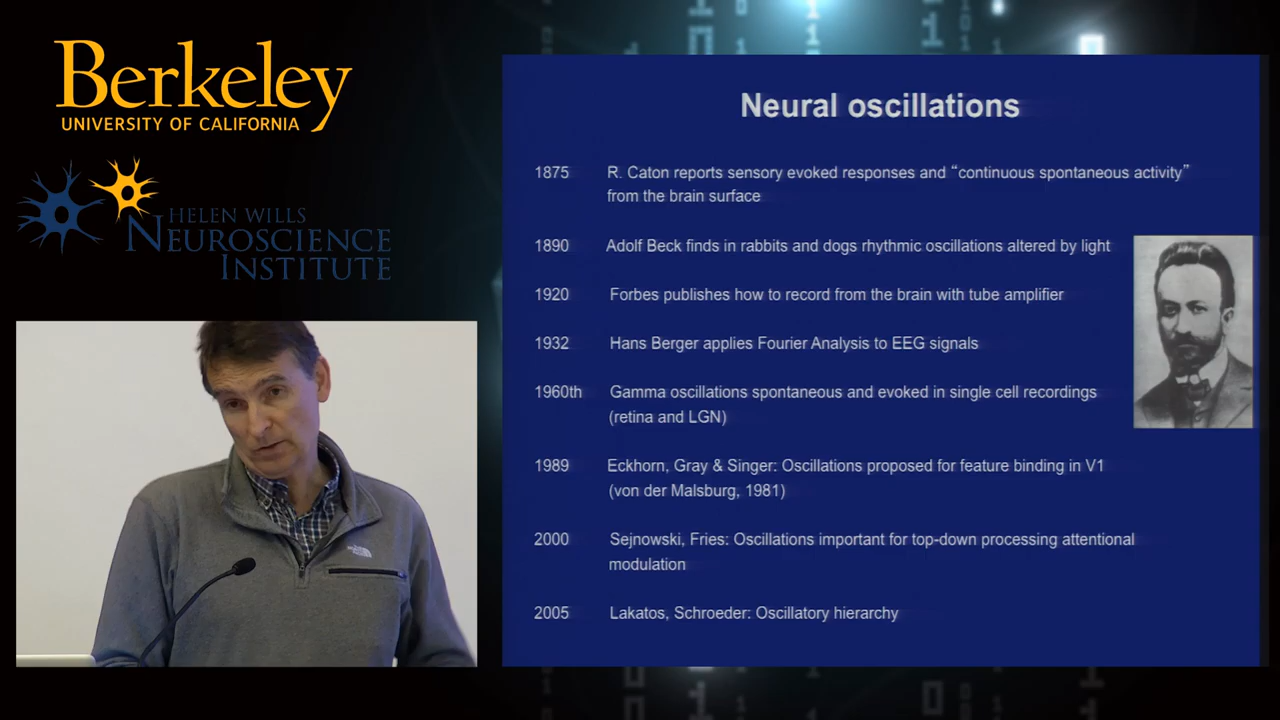 Berkeley
UNIVERSITY OF CALIFORNIA
HELEN WILLS
NEUROSCIENCE
INSTITUTE
THE NORTH FACE
Neural oscillations
1875 R. Caton reports sensory evoked responses and “continuous spontaneous activity”
from the brain surface
1890 Adolf Beck finds in rabbits and dogs rhythmic oscillations altered by light
1920 Forbes publishes how to record from the brain with tube amplifier
1932 Hans Berger applies Fourier Analysis to EEG signals
1960th Gamma oscillations spontaneous and evoked in single cell recordings
(retina and LGN)
1989 Eckhorn, Gray & Singer: Oscillations proposed for feature binding in V1
(von der Malsburg, 1981)
2000 Sejnowski, Fries: Oscillations important for top-down processing attentional
modulation
2005 Lakatos, Schroeder: Oscillatory hierarchy